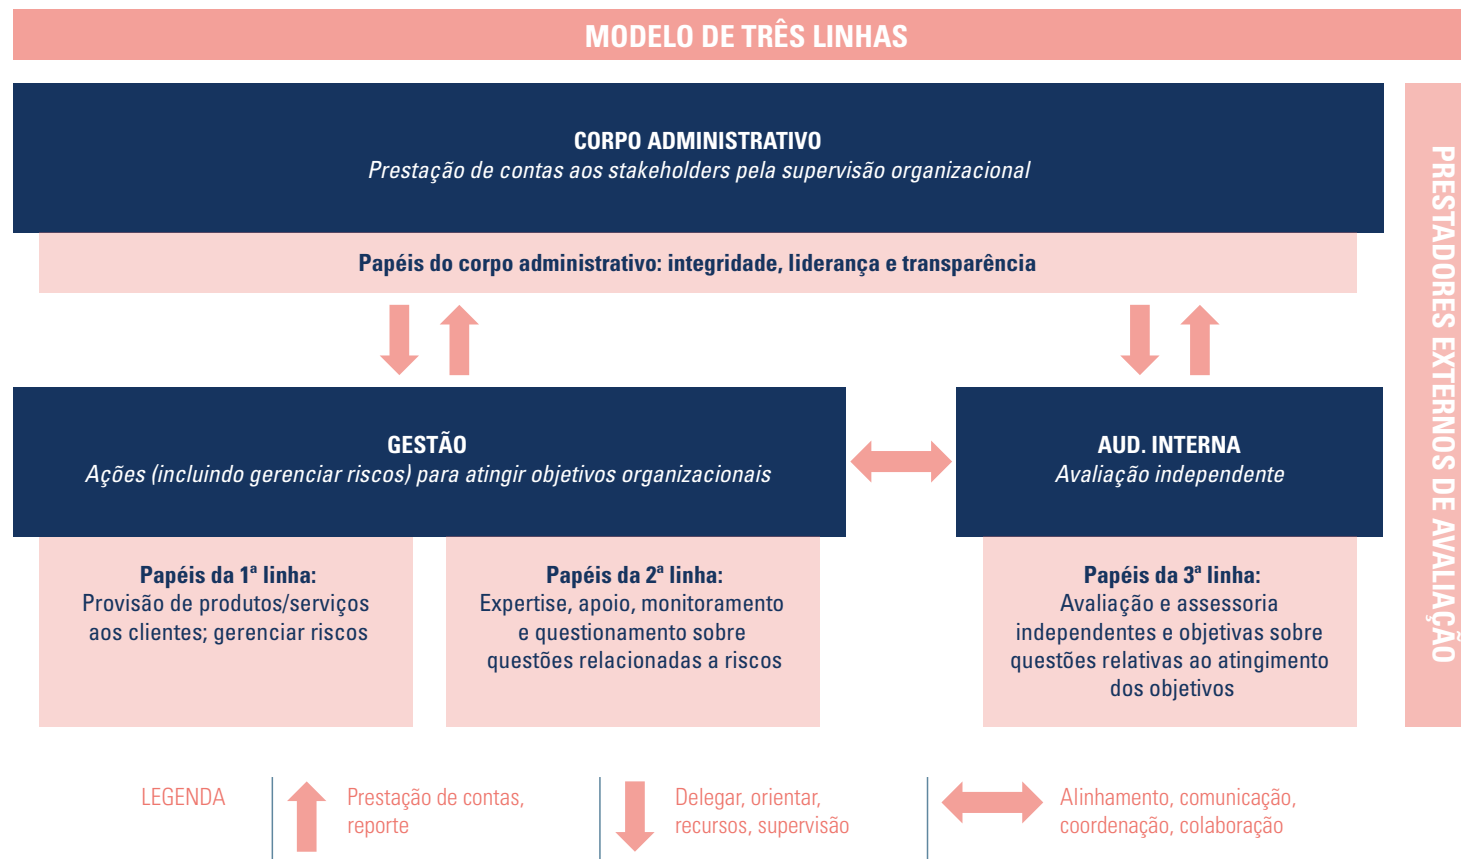 MODELO DE TRÊS LINHAS
CORPO ADMINISTRATIVO
Prestação de contas aos stakeholders pela supervisão organizacional
Papéis do corpo administrativo: integridade, liderança e transparência
GESTÃO
Ações (incluindo gerenciar riscos) para atingir objetivos organizacionais
AUD. INTERNA
Avaliação independente
Papéis da 1ª linha:
Provisão de produtos/serviços
aos clientes; gerenciar riscos
Papéis da 2ª linha:
Expertise, apoio, monitoramento
e questionamento sobre
questões relacionadas a riscos
Papéis da 3ª linha:
Avaliação e assessoria
independentes e objetivas sobre
questões relativas ao atingimento
dos objetivos
PRESTADORES EXTERNOS DE AVALIAÇÃO
LEGENDA
Prestação de contas,
reporte
Delegar, orientar,
recursos, supervisão
Alinhamento, comunicação,
coordenação, colaboração